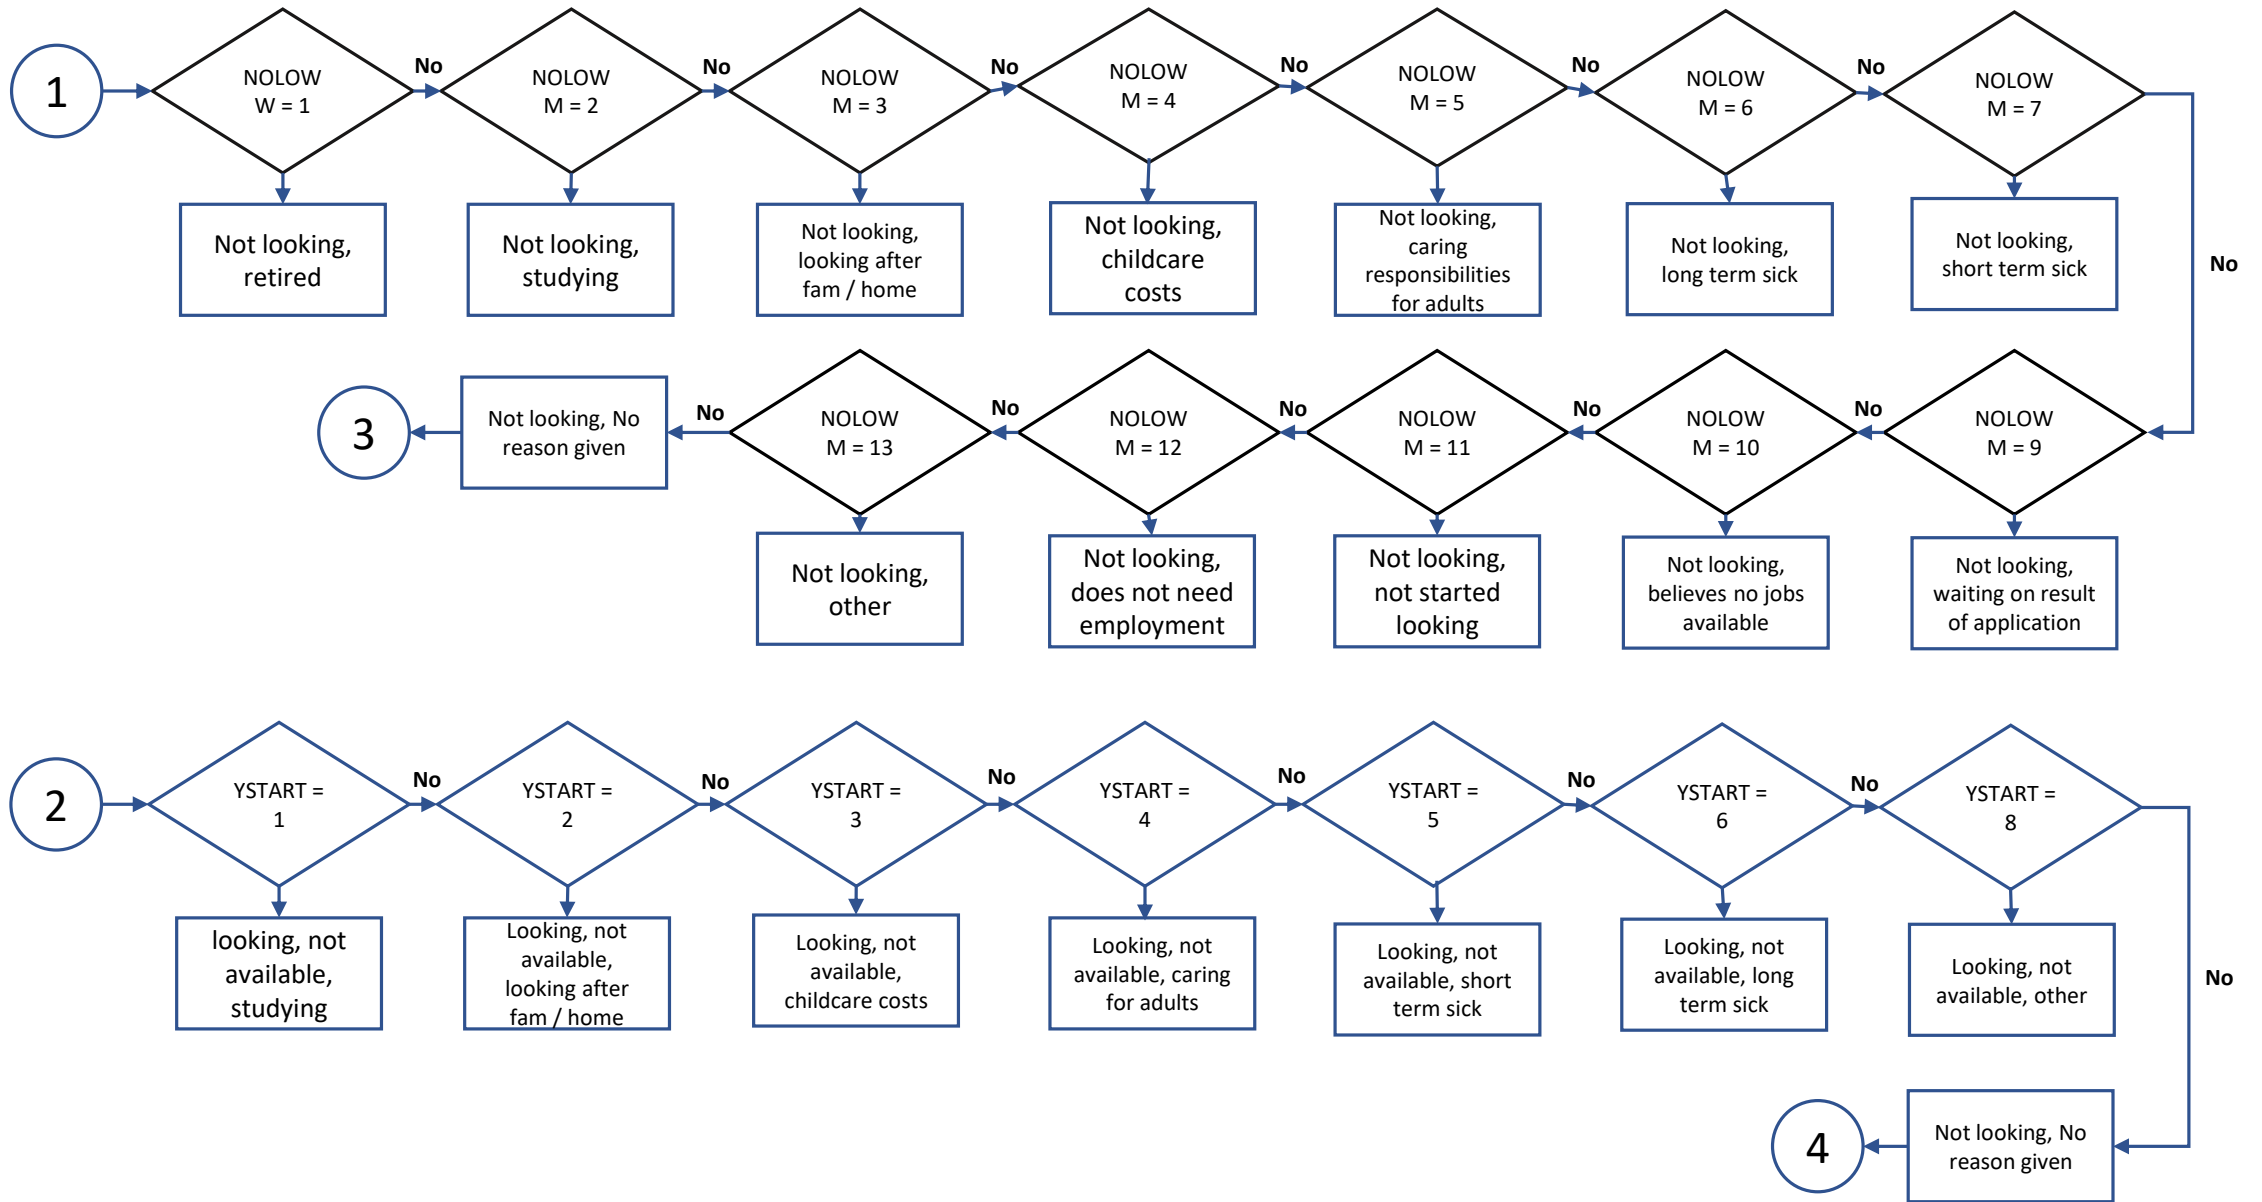 1
NOLOW
W = 1
No
NOLOW
M = 2
No
NOLOW
M = 3
No
NOLOW
M = 4
No
NOLOW
M = 5
No
NOLOW
M = 6
No
NOLOW
M = 7
No
Not looking,
retired
Not looking,
studying
Not looking,
looking after
fam / home
Not looking,
childcare
costs
Not looking,
caring
responsibilities
for adults
Not looking,
long term sick
Not looking,
short term sick
3
Not looking, No
reason given
No
NOLOW
M = 13
No
NOLOW
M = 12
No
NOLOW
M = 11
No
NOLOW
M = 10
No
NOLOW
M = 9
Not looking,
other
Not looking,
does not need
employment
Not looking,
not started
looking
Not looking,
believes no jobs
available
Not looking,
waiting on result
of application
2
YSTART =
1
No
YSTART =
2
No
YSTART =
3
No
YSTART =
4
No
YSTART =
5
No
YSTART =
6
No
YSTART =
8
No
looking, not
available,
studying
Looking, not
available,
looking after
fam / home
Looking, not
available,
childcare costs
Looking, not
available, caring
for adults
Looking, not
available, short
term sick
Looking, not
available, long
term sick
Looking, not
available, other
4
Not looking, No
reason given